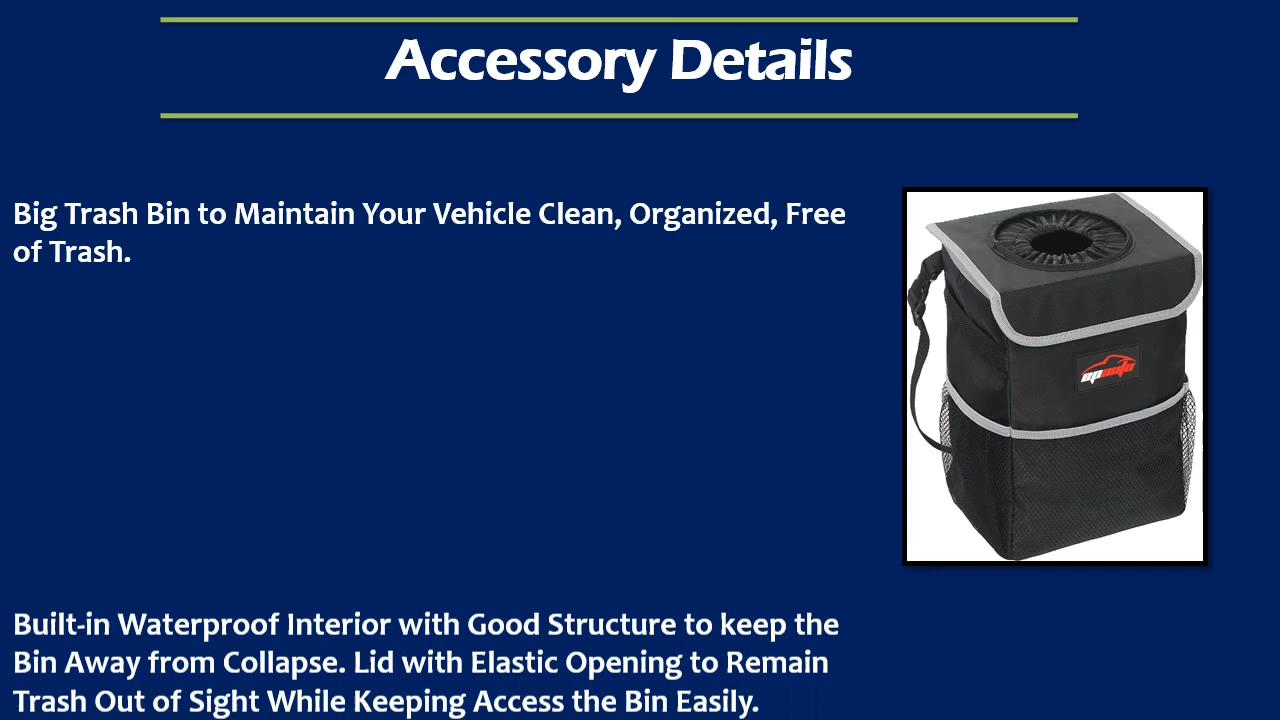 Accessory Details
Big Trash Bin to Maintain Your Vehicle Clean, Organized, Free
of Trash.
epauto
Built-in Waterproof Interior with Good Structure to keep the
Bin Away from Collapse. Lid with Elastic Opening to Remain
Trash Out of Sight While Keeping Access the Bin Easily.